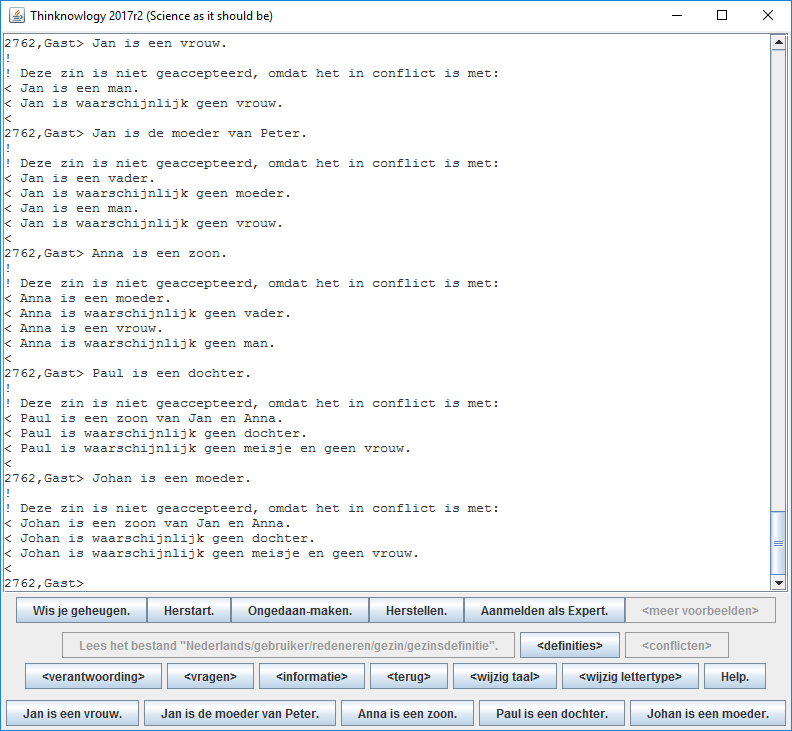 Thinknowlogy 2017r2 (Science as it should be)
2762,Gast> Jan is een vrouw.
!
! Deze zin is niet geaccepteerd, omdat het in conflict is met:
< Jan is een man.
< Jan is waarschijnlijk geen vrouw.
<
2762,Gast> Jan is de moeder van Peter.
!
! Deze zin is niet geaccepteerd, omdat het in conflict is met:
< Jan is een vader.
< Jan is waarschijnlijk geen moeder.
< Jan is een man.
< Jan is waarschijnlijk geen vrouw.
<
2762,Gast> Anna is een zoon.
!
! Deze zin is niet geaccepteerd, omdat het in conflict is met:
< Anna is een moeder.
< Anna is waarschijnlijk geen vader.
< Anna is een vrouw.
< Anna is waarschijnlijk geen man.
<
2762,Gast> Paul is een dochter.
!
! Deze zin is niet geaccepteerd, omdat het in conflict is met:
< Paul is een zoon van Jan en Anna.
< Paul is waarschijnlijk geen dochter.
< Paul is waarschijnlijk geen meisje en geen vrouw.
<
2762,Gast> Johan is een moeder.
!
! Deze zin is niet geaccepteerd, omdat het in conflict is met:
< Johan is een zoon van Jan en Anna.
< Johan is waarschijnlijk geen dochter.
< Johan is waarschijnlijk geen meisje en geen vrouw.
<
2762,Gast>
Wis je geheugen. Herstart. Ongedaan-maken. Herstellen. Aanmelden als Expert. <meer voorbeelden>
Lees het bestand "Nederlands/gebruiker/redeneren/gezin/gezinsdefinitie". <definities> <conflicten>
<verantwoording> <vragen> <informatie> <terug> <wijzig taal> <wijzig lettertype> Help.
Jan is een vrouw. Jan is de moeder van Peter. Anna is een zoon. Paul is een dochter. Johan is een moeder.